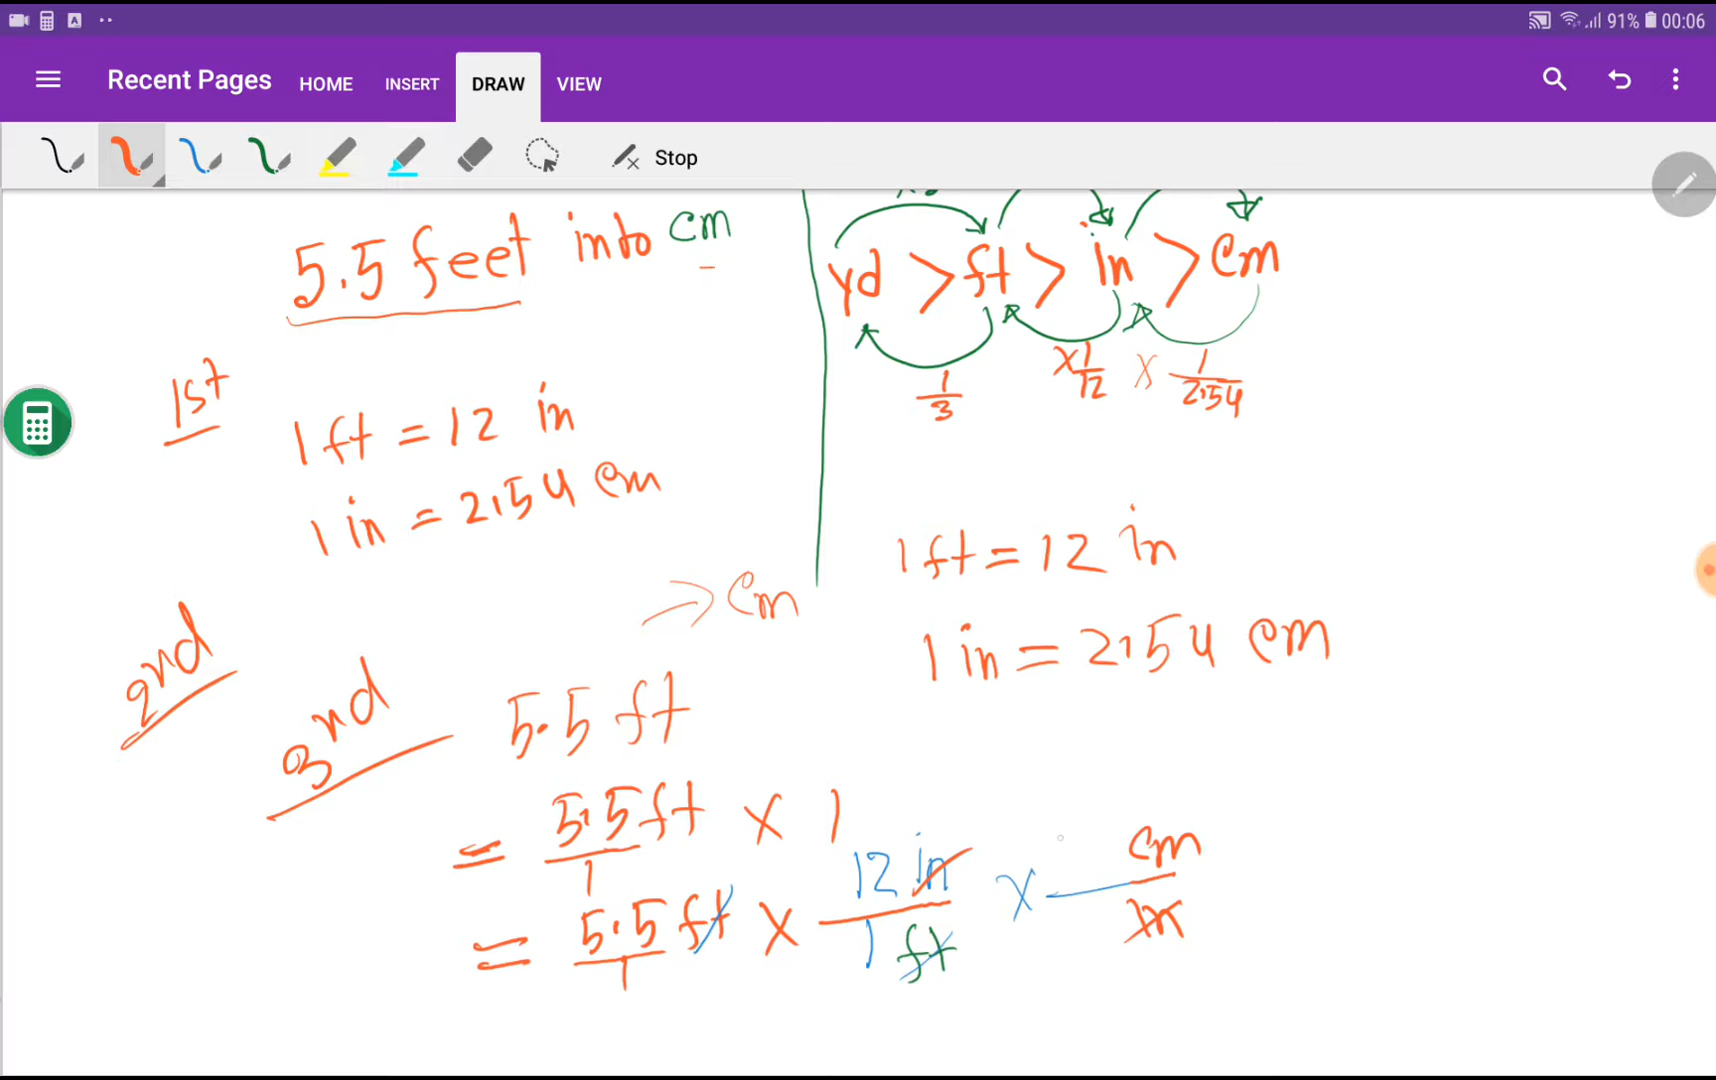 91% 00:06
Recent Pages HOME INSERT DRAW VIEW
Stop
5.5 feet into cm
yd > ft > in > cm
1/3 x 1/12 x 1/2.54
1st
1 ft = 12 in
1 in = 2.54 cm
1 ft = 12 in
1 in = 2.54 cm
→ cm
2nd
3rd
5.5 ft
= 5.5 ft/1 x 1
= 5.5 ft/1 x 12 in/1 ft x cm/in